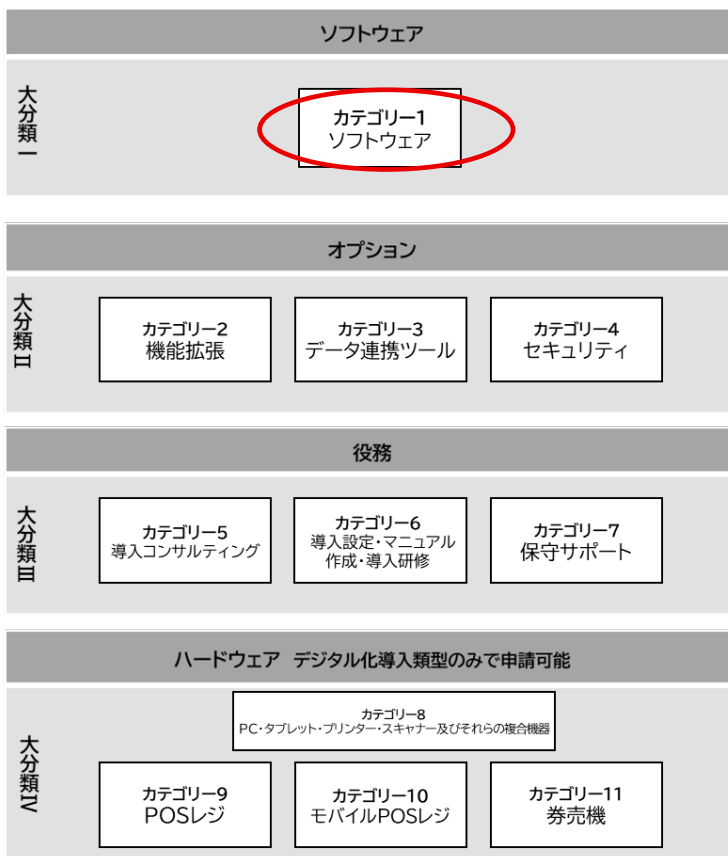 ソフトウェア
大分類Ⅰ
カテゴリー1
ソフトウェア
オプション
大分類Ⅱ
カテゴリー2
機能拡張
カテゴリー3
データ連携ツール
カテゴリー4
セキュリティ
役務
大分類Ⅲ
カテゴリー5
導入コンサルティング
カテゴリー6
導入設定・マニュアル
作成・導入研修
カテゴリー7
保守サポート
ハードウェア デジタル化導入類型のみで申請可能
大分類Ⅳ
カテゴリー8
PC・タブレット・プリンター・スキャナー及びそれらの複合機器
カテゴリー9
POSレジ
カテゴリー10
モバイルPOSレジ
カテゴリー11
券売機